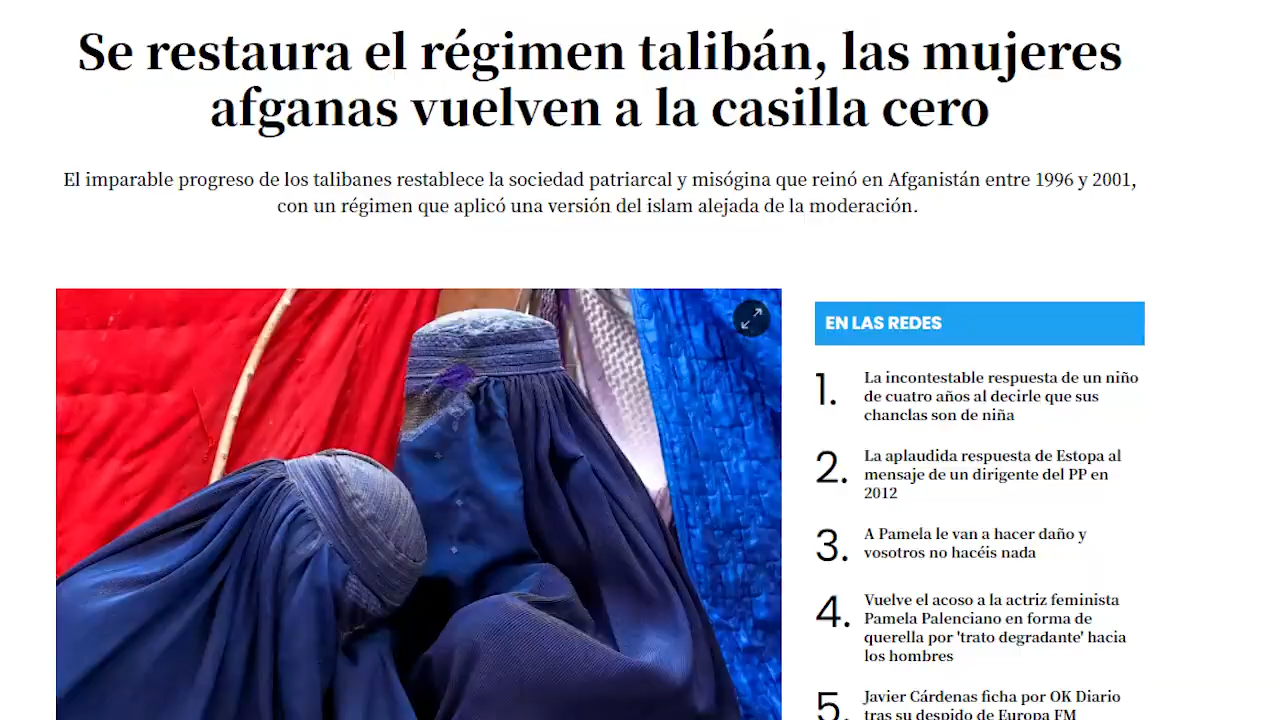 Se restaura el régimen talibán, las mujeres
afganas vuelven a la casilla cero
El imparable progreso de los talibanes restablece la sociedad patriarcal y misógina que reinó en Afganistán entre 1996 y 2001,
con un régimen que aplicó una versión del islam alejada de la moderación.
EN LAS REDES
1.
La incontestable respuesta de un niño
de cuatro años al decirle que sus
chanclas son de niña
2.
La aplaudida respuesta de Estopa al
mensaje de un dirigente del PP en
2012
3.
A Pamela le van a hacer daño y
vosotros no hacéis nada
4.
Vuelve el acoso a la actriz feminista
Pamela Palenciano en forma de
querella por 'trato degradante' hacia
los hombres
5.
Javier Cárdenas ficha por OK Diario
tras su despido de Europa FM